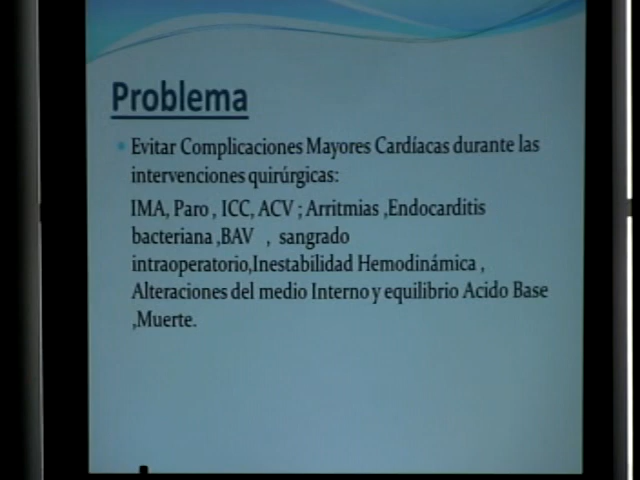 Problema
Evitar Complicaciones Mayores Cardíacas durante las
intervenciones quirúrgicas:
IMA, Paro , ICC, ACV ; Arritmias ,Endocarditis
bacteriana ,BAV , sangrado
intraoperatorio,Inestabilidad Hemodinámica ,
Alteraciones del medio Interno y equilibrio Acido Base
,Muerte.